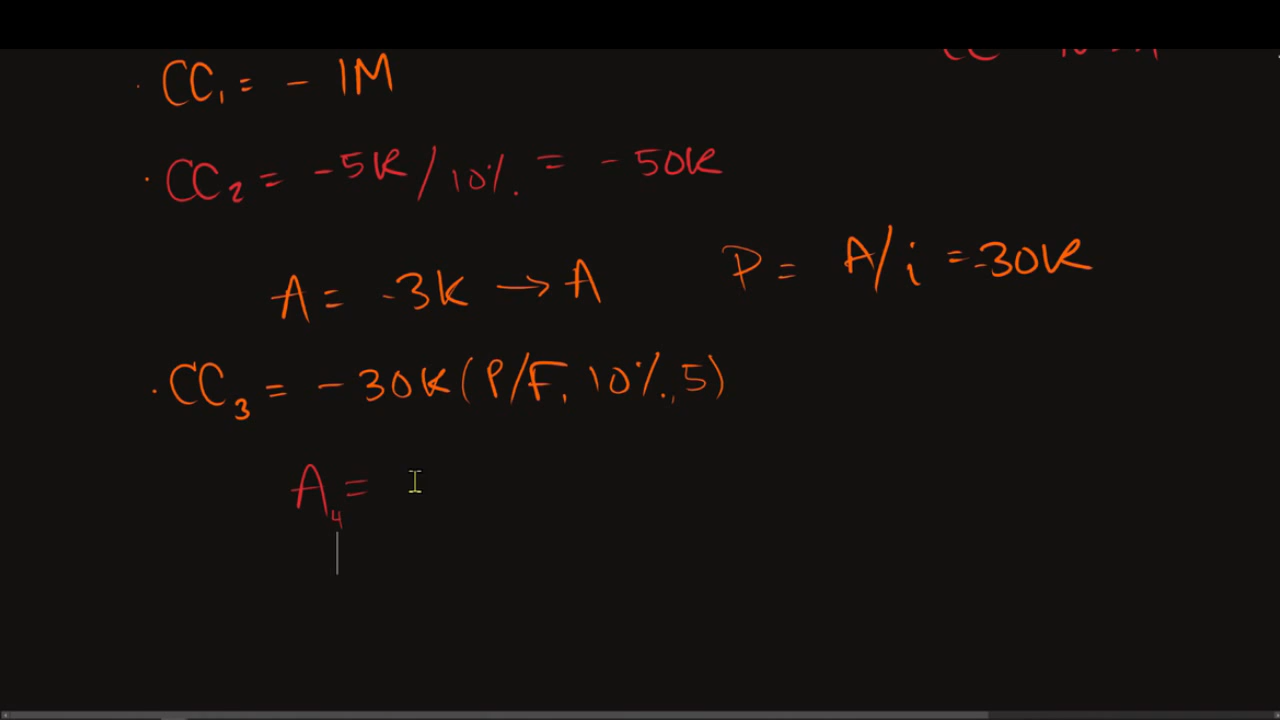 · CC₁ = - 1M
· CC₂ = -5K / 10% = -50K
A = -3K → A P = A/i = -30K
· CC₃ = - 30K (P/F, 10%, 5)
A₄ =